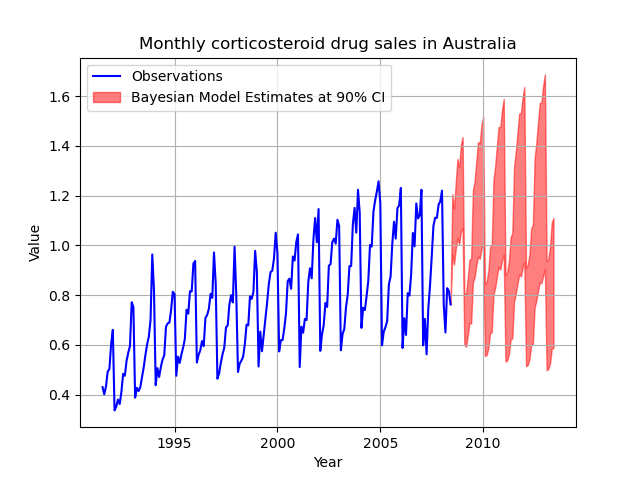 Monthly corticosteroid drug sales in Australia
Observations
Bayesian Model Estimates at 90% CI
Value
1.6
1.4
1.2
1.0
0.8
0.6
0.4
1995
2000
2005
2010
Year